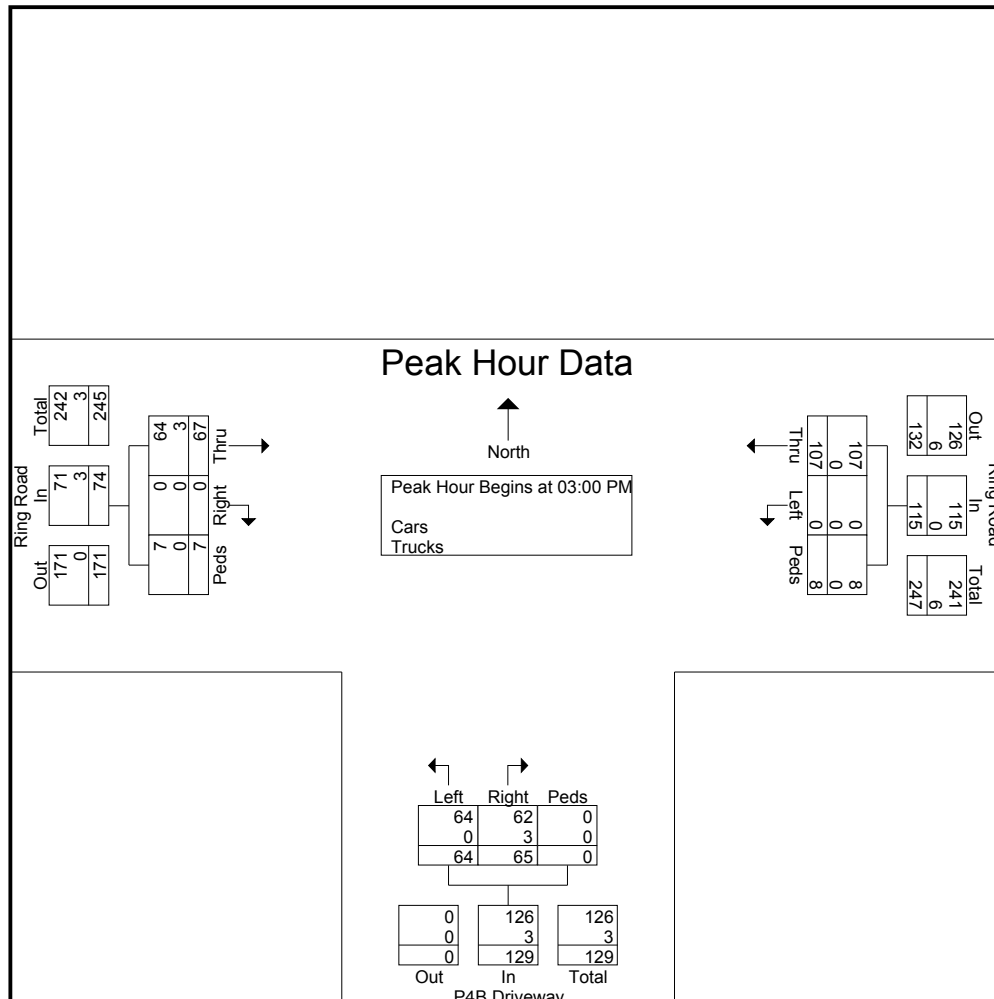 Peak Hour Data
North
Peak Hour Begins at 03:00 PM
Cars
Trucks
Ring Road
Out In Total
171 71 242
0 3 3
171 74 245
Thru Right Peds
64 0 7
3 0 0
67 0 7
Ring Road
Out In Total
126 115 241
6 0 6
132 115 247
Thru Left Peds
107 0 8
0 0 0
107 0 8
Left Right Peds
64 62 0
0 3 0
64 65 0
0 126 126
0 3 3
0 129 129
Out In Total
P4B Driveway